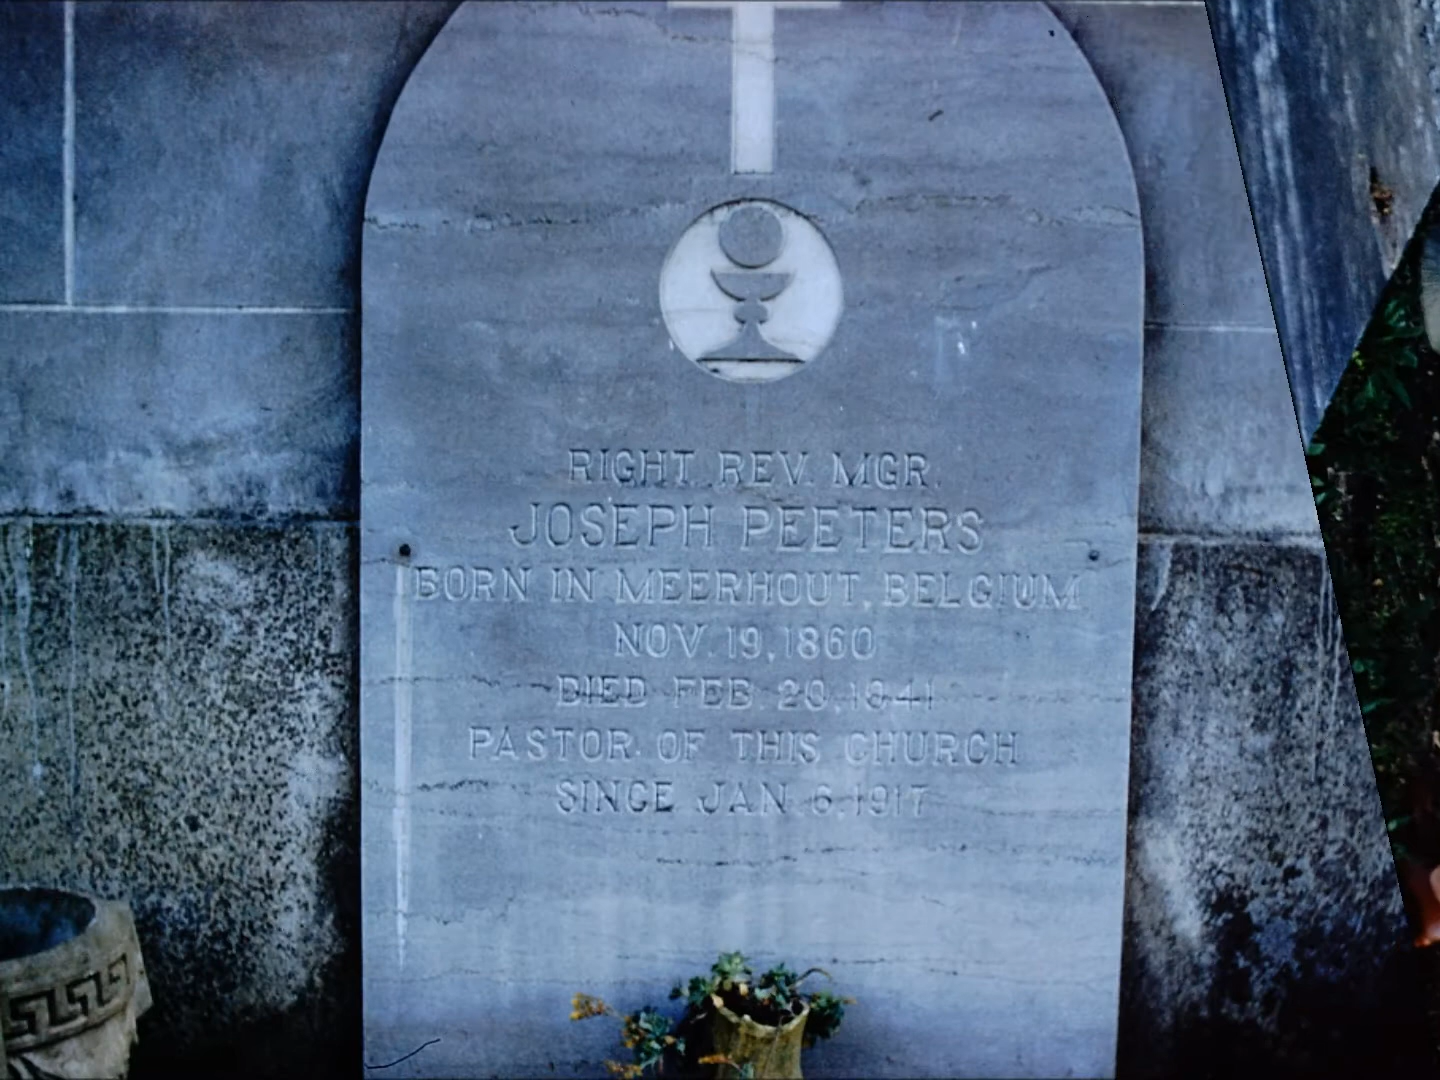 RIGHT REV. MGR.
JOSEPH PEETERS
BORN IN MEERHOUT, BELGIUM
NOV. 19, 1860
DIED FEB. 20, 1941
PASTOR OF THIS CHURCH
SINCE JAN. 6, 1917